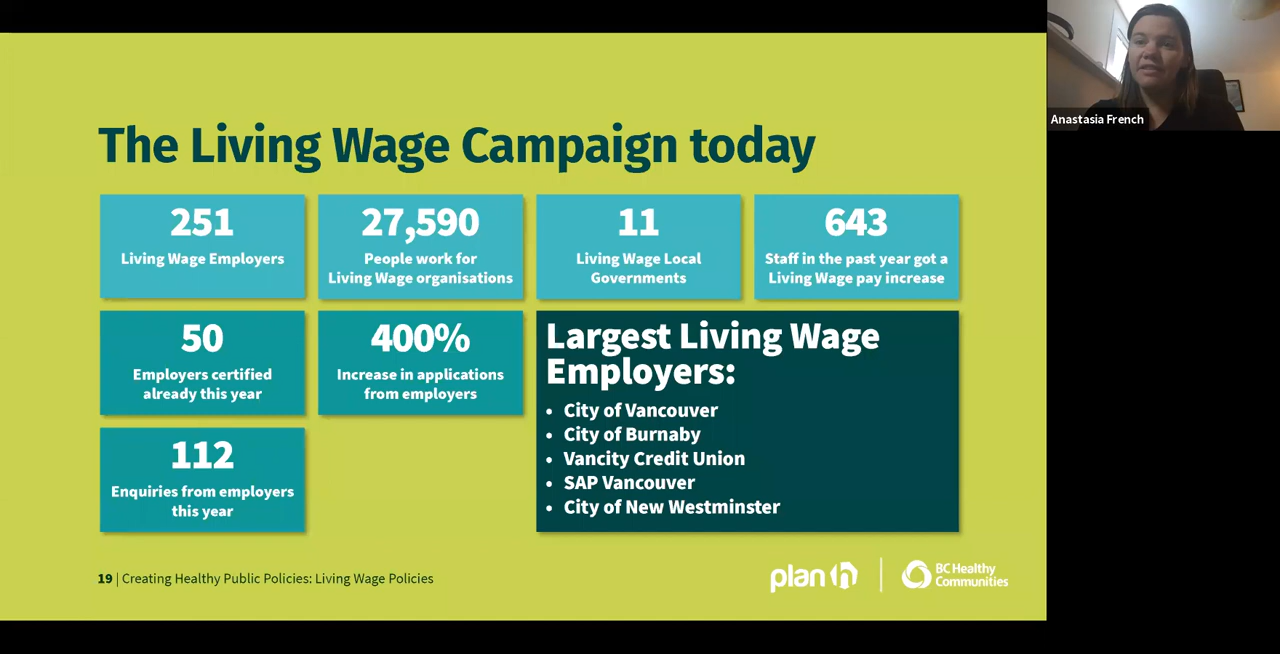 Anastasia French
The Living Wage Campaign today
251
Living Wage Employers
27,590
People work for
Living Wage organisations
11
Living Wage Local
Governments
643
Staff in the past year got a
Living Wage pay increase
50
Employers certified
already this year
400%
Increase in applications
from employers
112
Enquiries from employers
this year
Largest Living Wage
Employers:
• City of Vancouver
• City of Burnaby
• Vancity Credit Union
• SAP Vancouver
• City of New Westminster
19 | Creating Healthy Public Policies: Living Wage Policies
plan h
BC Healthy
Communities